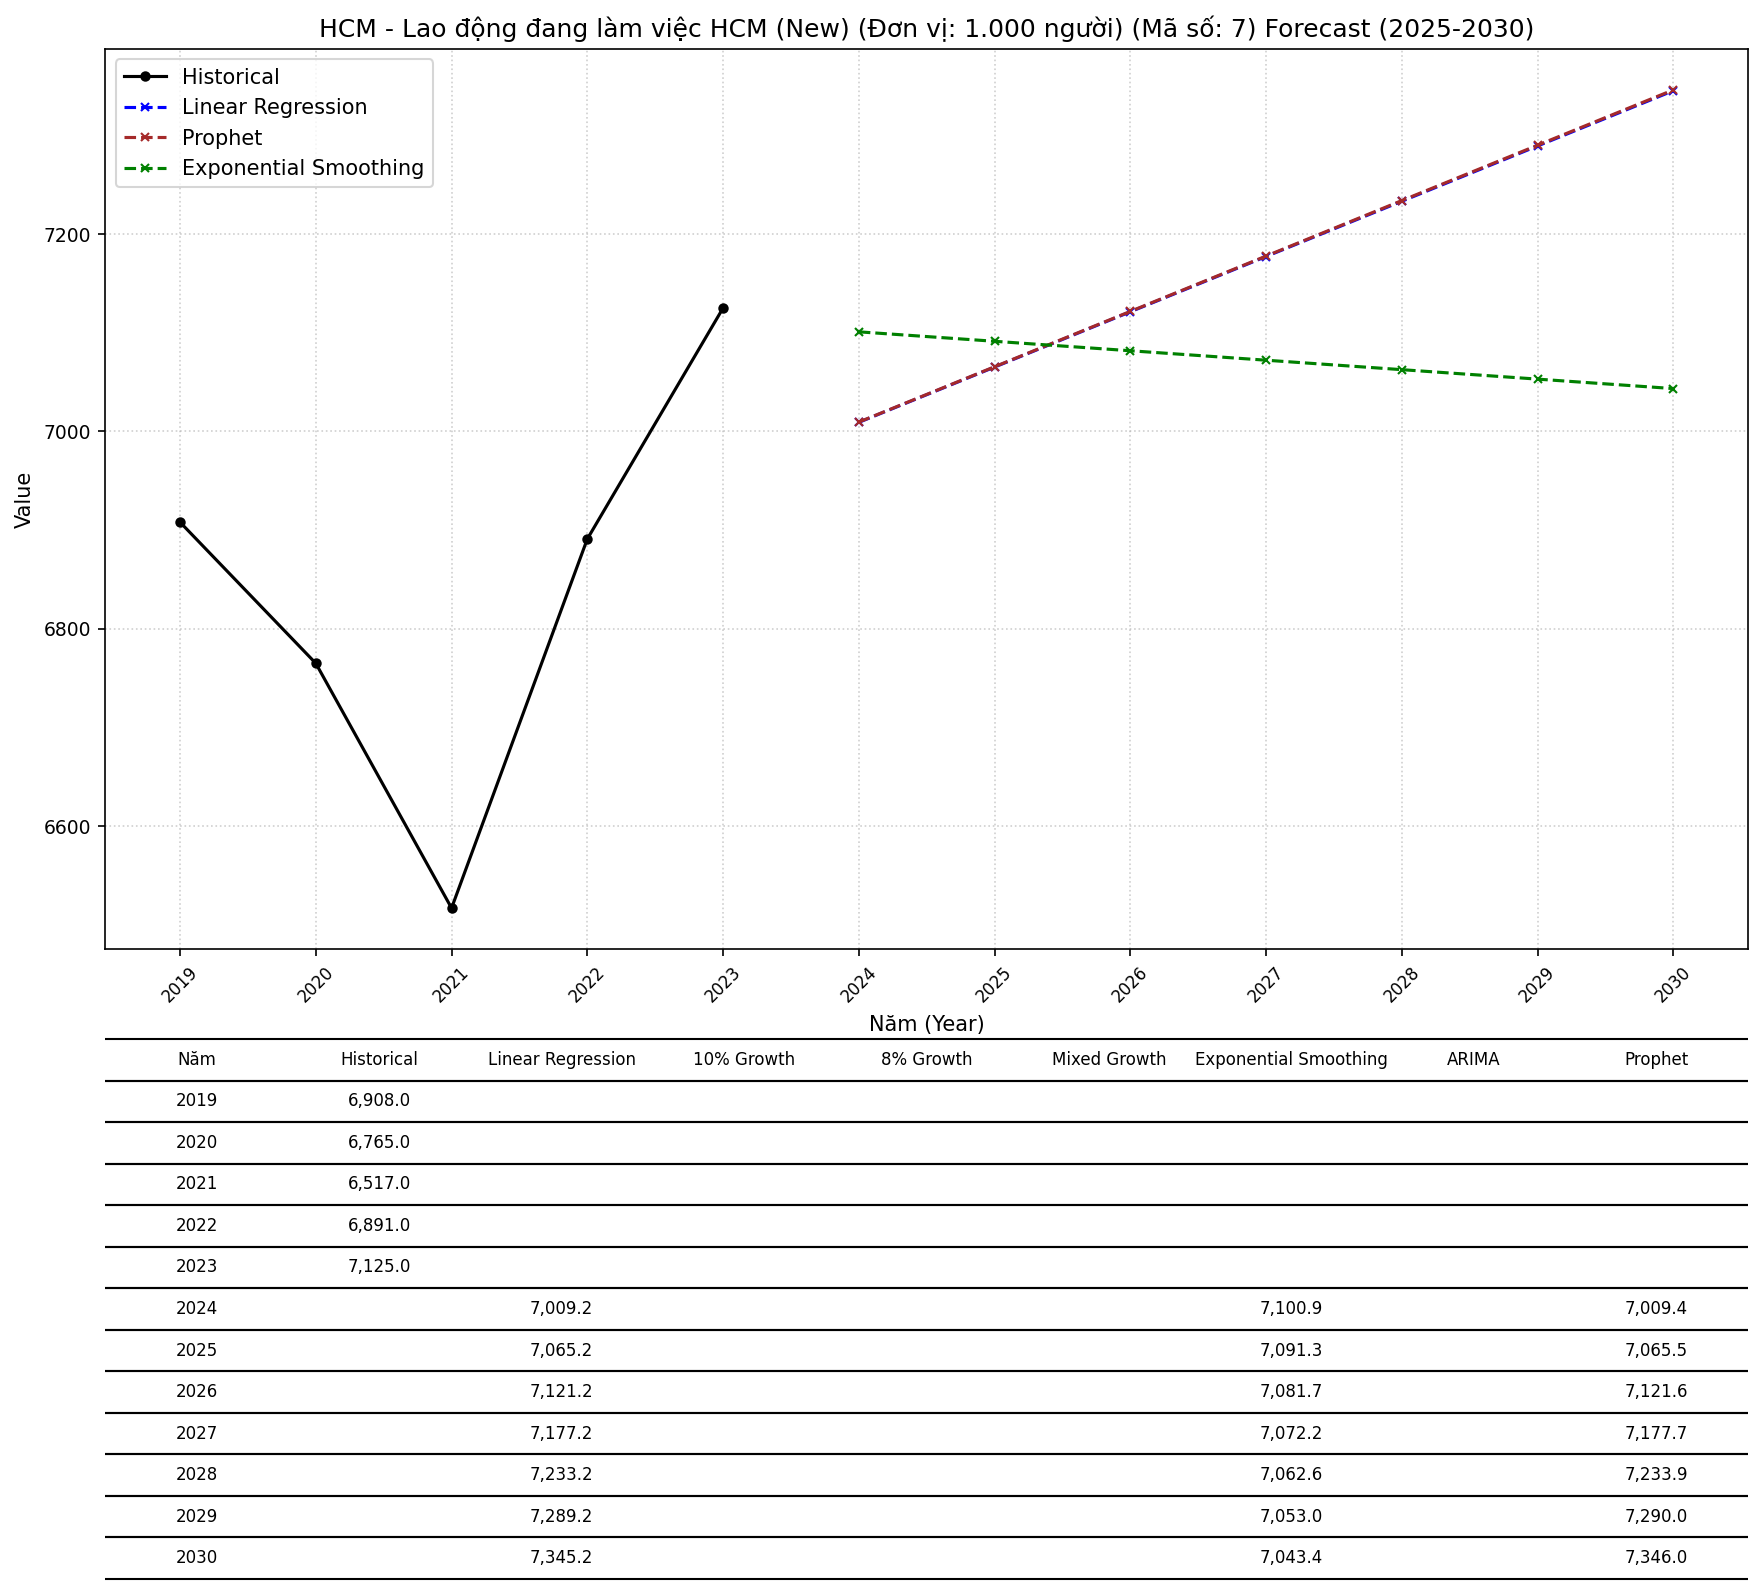 HCM - Lao động đang làm việc HCM (New) (Đơn vị: 1.000 người) (Mã số: 7) Forecast (2025-2030)
Historical
Linear Regression
Prophet
Exponential Smoothing
Value
7200
7000
6800
6600
2019 2020 2021 2022 2023 2024 2025 2026 2027 2028 2029 2030
Năm (Year)
Năm Historical Linear Regression 10% Growth 8% Growth Mixed Growth Exponential Smoothing ARIMA Prophet
2019 6,908.0
2020 6,765.0
2021 6,517.0
2022 6,891.0
2023 7,125.0
2024 7,009.2 7,100.9 7,009.4
2025 7,065.2 7,091.3 7,065.5
2026 7,121.2 7,081.7 7,121.6
2027 7,177.2 7,072.2 7,177.7
2028 7,233.2 7,062.6 7,233.9
2029 7,289.2 7,053.0 7,290.0
2030 7,345.2 7,043.4 7,346.0